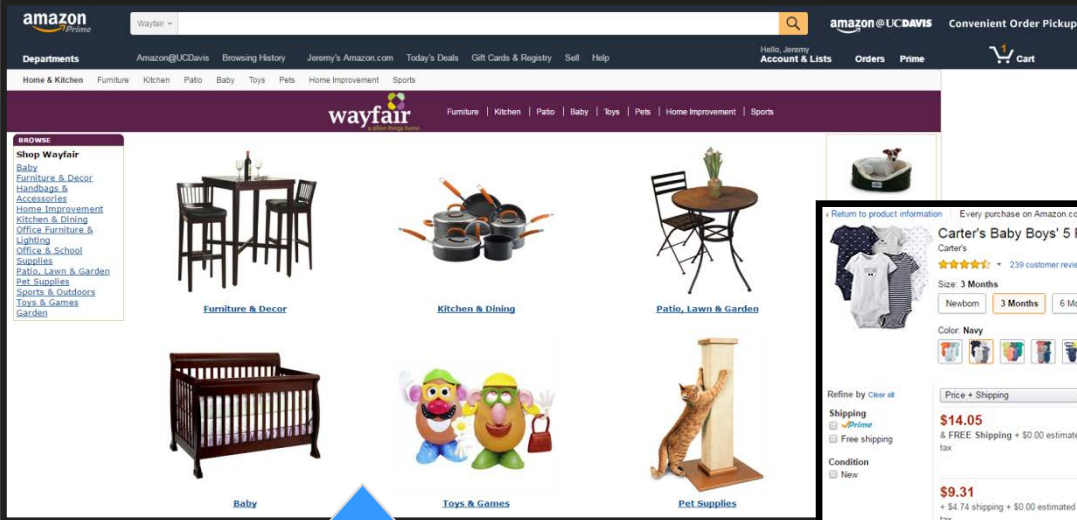 amazon
Prime
Wayfair
amazon@UCDAVIS Convenient Order Pickup
Departments
Amazon@UCDavis Browsing History Jeremy's Amazon.com Today's Deals Gift Cards & Registry Sell Help
Hello, Jeremy
Account & Lists Orders Prime
1
Cart
Home & Kitchen Furniture Kitchen Patio Baby Toys Pets Home Improvement Sports
wayfair
a zillion things home
Furniture | Kitchen | Patio | Baby | Toys | Pets | Home Improvement | Sports
BROWSE
Shop Wayfair
Baby
Furniture & Decor
Handbags &
Accessories
Home Improvement
Kitchen & Dining
Office Furniture &
Lighting
Office & School
Supplies
Patio, Lawn & Garden
Pet Supplies
Sports & Outdoors
Toys & Games
Garden
Furniture & Decor
Kitchen & Dining
Patio, Lawn & Garden
Baby
Toys & Games
Pet Supplies
‹ Return to product information Every purchase on Amazon.co
Carter's Baby Boys' 5
Carter's
239 customer revie
Size: 3 Months
Newborn 3 Months 6 Mo
Color: Navy
Refine by Clear all
Shipping
Prime
Free shipping
Condition
New
Price + Shipping
$14.05
& FREE Shipping + $0.00 estimate
tax
$9.31
+ $4.74 shipping + $0.00 estimated